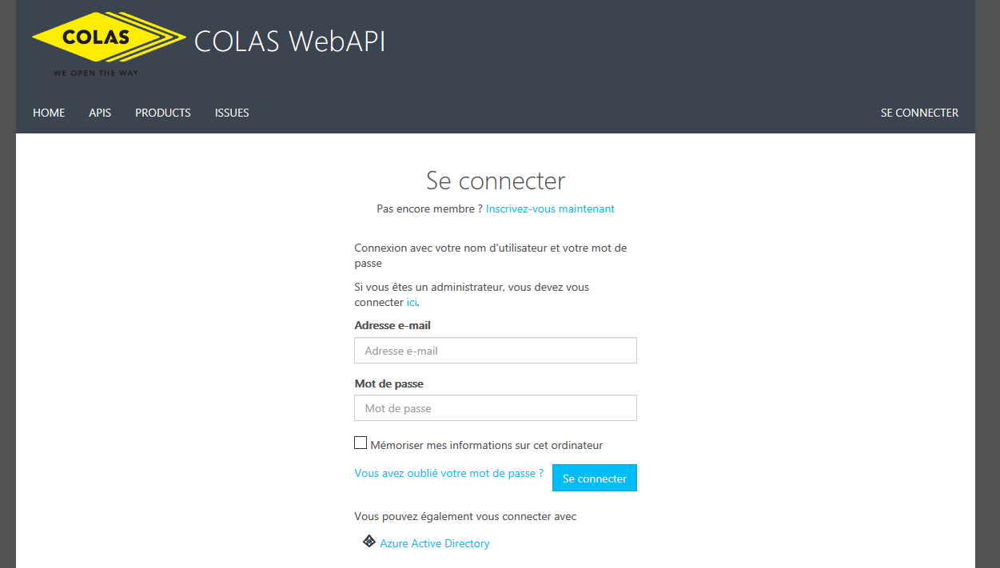 COLAS
WE OPEN THE WAY
COLAS WebAPI
HOME APIS PRODUCTS ISSUES SE CONNECTER
Se connecter
Pas encore membre ? Inscrivez-vous maintenant
Connexion avec votre nom d'utilisateur et votre mot de
passe
Si vous êtes un administrateur, vous devez vous
connecter ici.
Adresse e-mail
Adresse e-mail
Mot de passe
Mot de passe
Mémoriser mes informations sur cet ordinateur
Vous avez oublié votre mot de passe ? Se connecter
Vous pouvez également vous connecter avec
Azure Active Directory